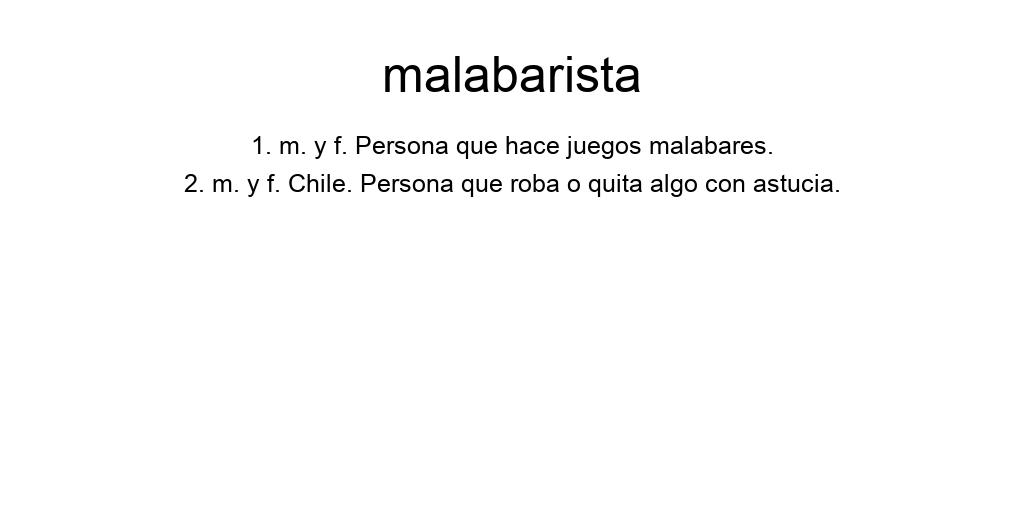 malabarista
1. m. y f. Persona que hace juegos malabares.
2. m. y f. Chile. Persona que roba o quita algo con astucia.